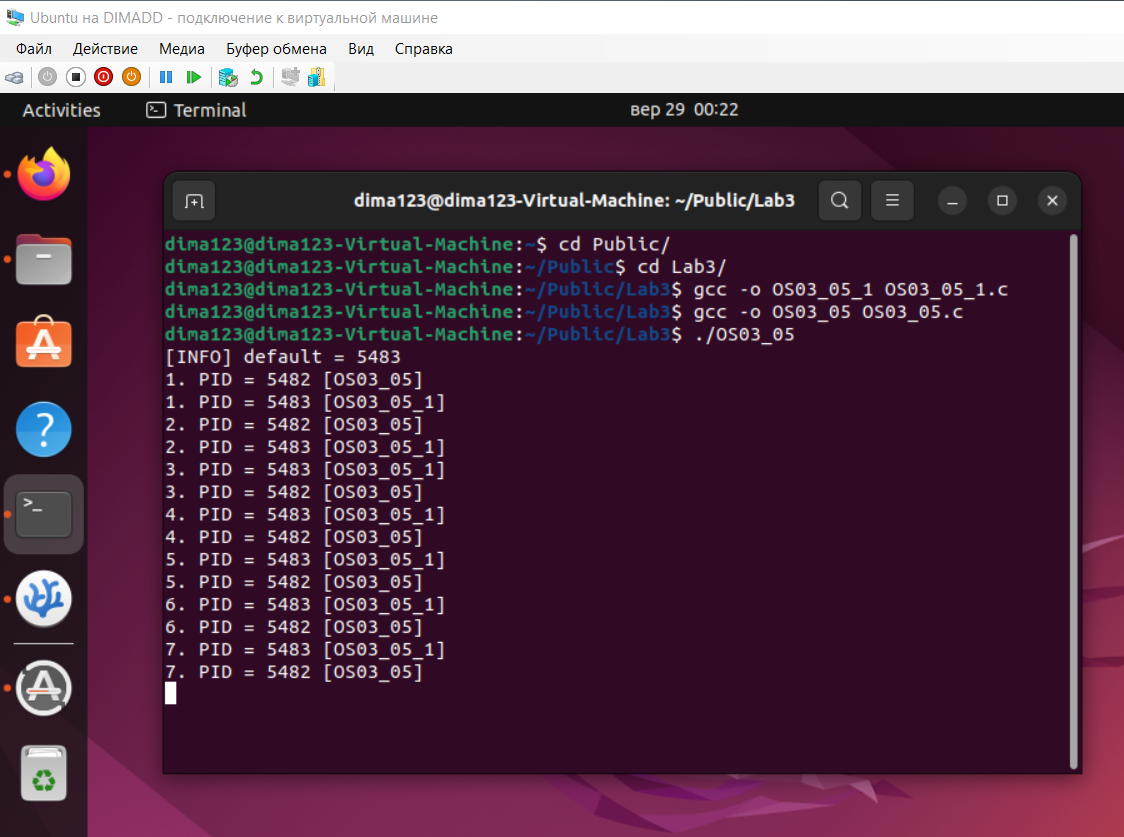 Ubuntu на DIMADD - подключение к виртуальной машине
Файл Действие Медиа Буфер обмена Вид Справка
Activities Terminal вер 29 00:22
dima123@dima123-Virtual-Machine: ~/Public/Lab3
dima123@dima123-Virtual-Machine:~$ cd Public/
dima123@dima123-Virtual-Machine:~/Public$ cd Lab3/
dima123@dima123-Virtual-Machine:~/Public/Lab3$ gcc -o OS03_05_1 OS03_05_1.c
dima123@dima123-Virtual-Machine:~/Public/Lab3$ gcc -o OS03_05 OS03_05.c
dima123@dima123-Virtual-Machine:~/Public/Lab3$ ./OS03_05
[INFO] default = 5483
1. PID = 5482 [OS03_05]
1. PID = 5483 [OS03_05_1]
2. PID = 5482 [OS03_05]
2. PID = 5483 [OS03_05_1]
3. PID = 5483 [OS03_05_1]
3. PID = 5482 [OS03_05]
4. PID = 5483 [OS03_05_1]
4. PID = 5482 [OS03_05]
5. PID = 5483 [OS03_05_1]
5. PID = 5482 [OS03_05]
6. PID = 5483 [OS03_05_1]
6. PID = 5482 [OS03_05]
7. PID = 5483 [OS03_05_1]
7. PID = 5482 [OS03_05]